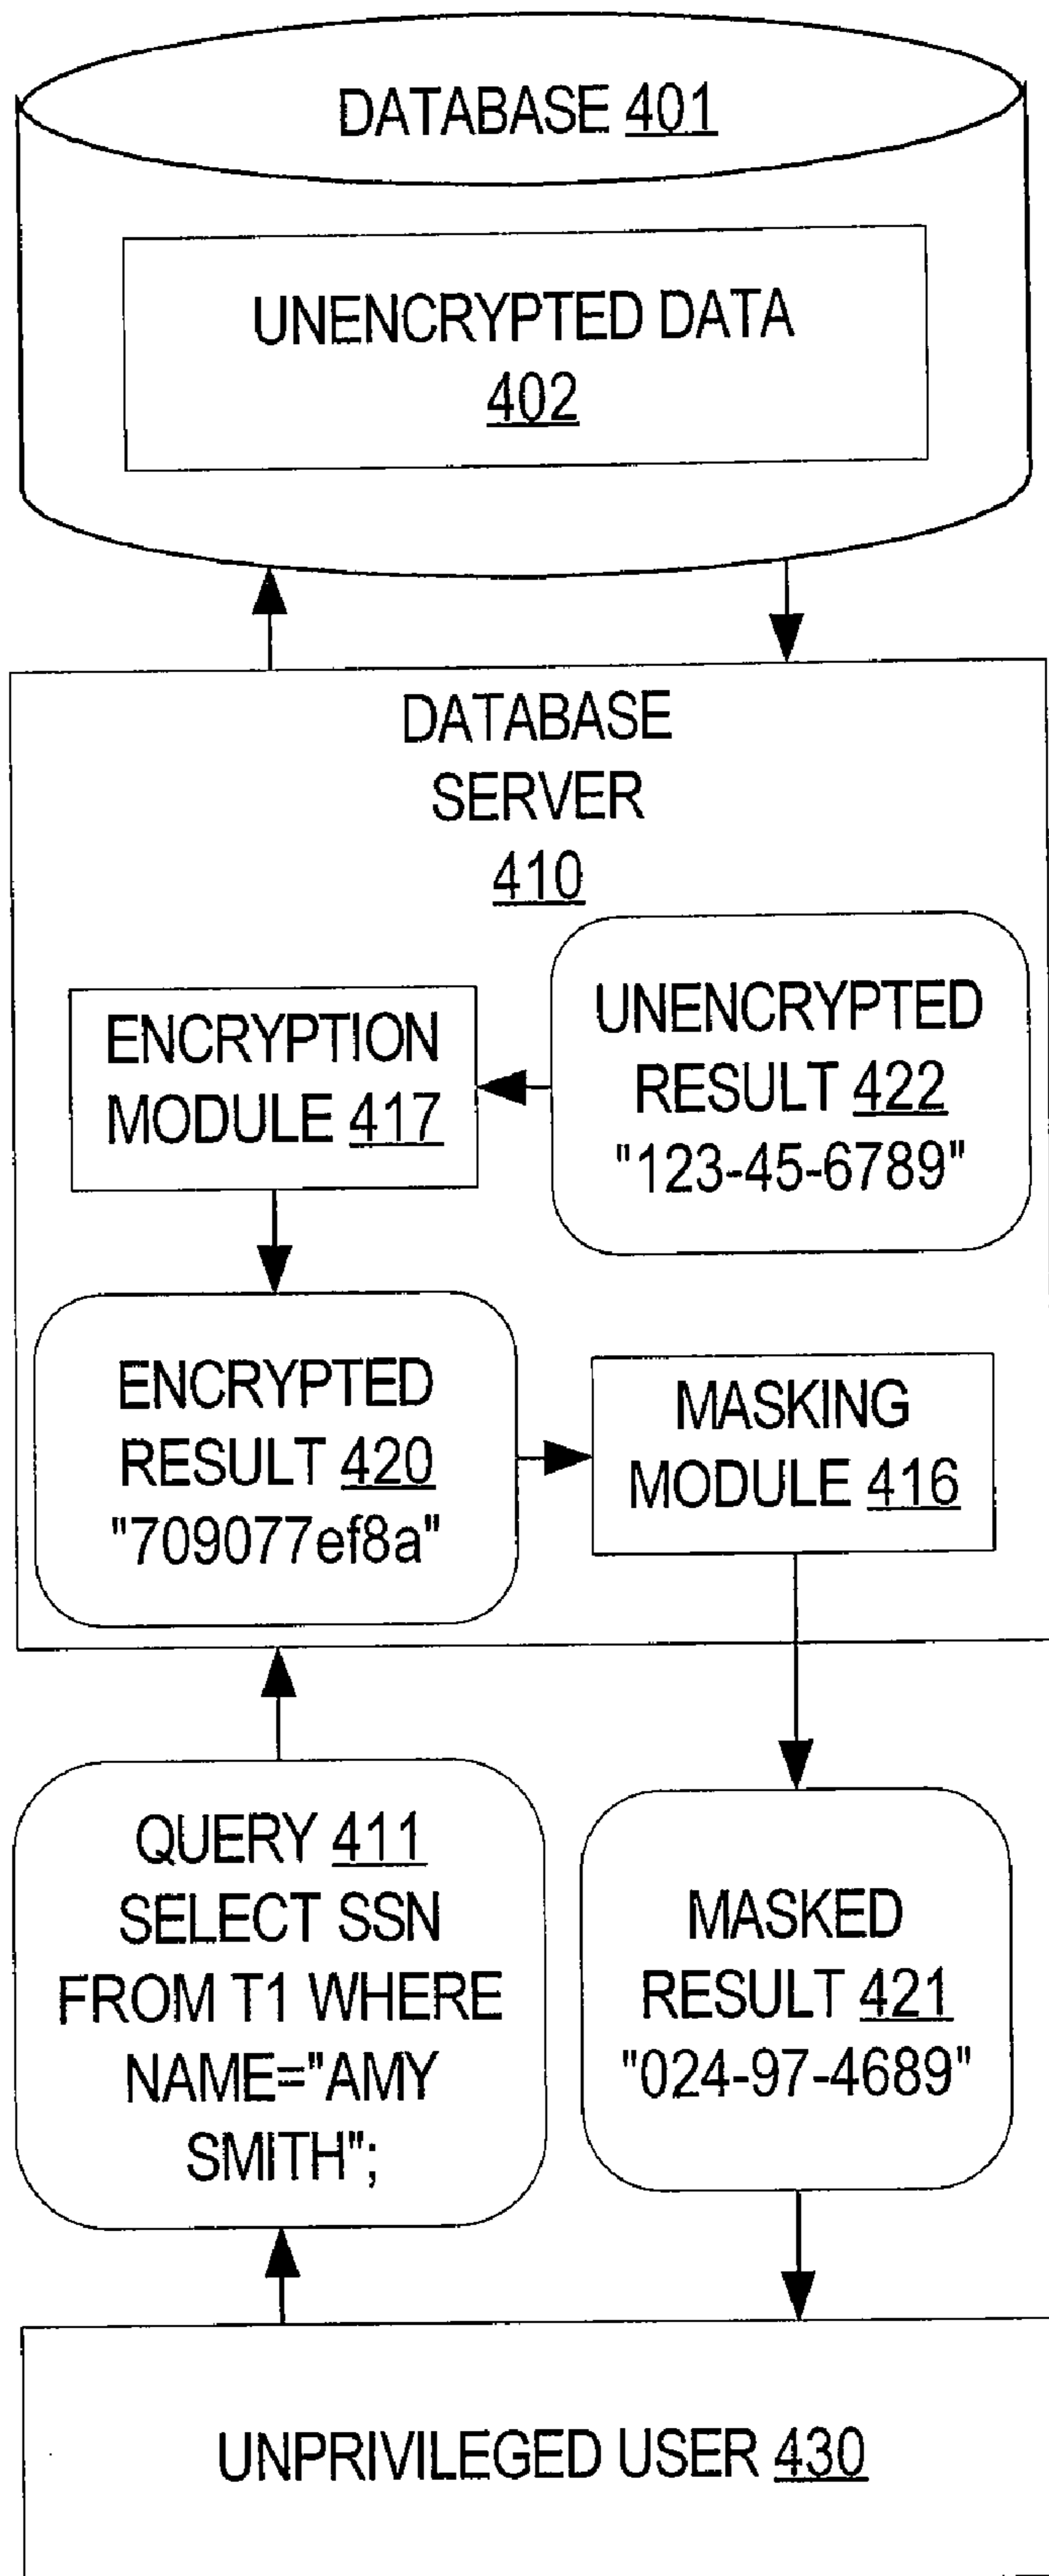 DATABASE 401
UNENCRYPTED DATA
402
DATABASE
SERVER
410
UNENCRYPTED
RESULT 422
"123-45-6789"
ENCRYPTION
MODULE 417
ENCRYPTED
RESULT 420
"709077ef8a"
MASKING
MODULE 416
QUERY 411
SELECT SSN
FROM T1 WHERE
NAME="AMY
SMITH";
MASKED
RESULT 421
"024-97-4689"
UNPRIVILEGED USER 430